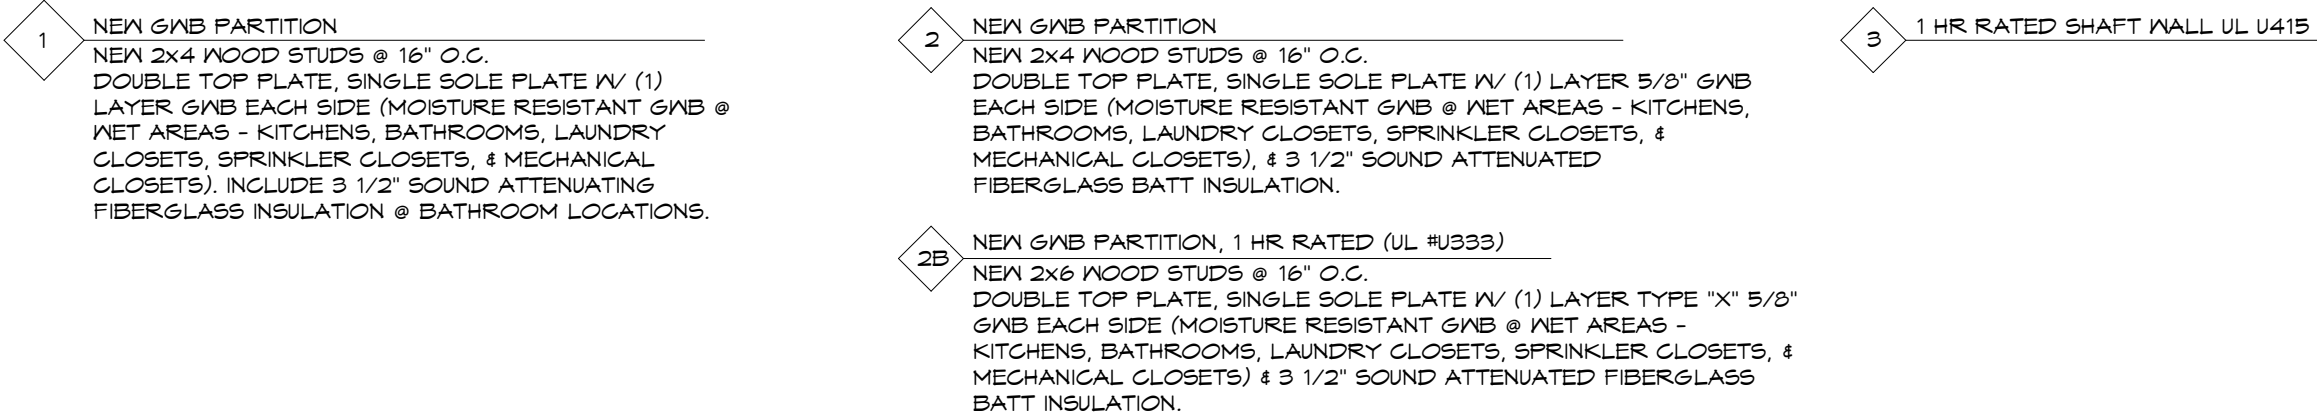 1
NEW GWB PARTITION
NEW 2x4 WOOD STUDS @ 16" O.C.
DOUBLE TOP PLATE, SINGLE SOLE PLATE W/ (1)
LAYER GWB EACH SIDE (MOISTURE RESISTANT GWB @
WET AREAS - KITCHENS, BATHROOMS, LAUNDRY
CLOSETS, SPRINKLER CLOSETS, & MECHANICAL
CLOSETS). INCLUDE 3 1/2" SOUND ATTENUATING
FIBERGLASS INSULATION @ BATHROOM LOCATIONS.
2
NEW GWB PARTITION
NEW 2x4 WOOD STUDS @ 16" O.C.
DOUBLE TOP PLATE, SINGLE SOLE PLATE W/ (1) LAYER 5/8" GWB
EACH SIDE (MOISTURE RESISTANT GWB @ WET AREAS - KITCHENS,
BATHROOMS, LAUNDRY CLOSETS, SPRINKLER CLOSETS, &
MECHANICAL CLOSETS), & 3 1/2" SOUND ATTENUATED
FIBERGLASS BATT INSULATION.
2B
NEW GWB PARTITION, 1 HR RATED (UL #U333)
NEW 2x6 WOOD STUDS @ 16" O.C.
DOUBLE TOP PLATE, SINGLE SOLE PLATE W/ (1) LAYER TYPE "X" 5/8"
GWB EACH SIDE (MOISTURE RESISTANT GWB @ WET AREAS -
KITCHENS, BATHROOMS, LAUNDRY CLOSETS, SPRINKLER CLOSETS, &
MECHANICAL CLOSETS) & 3 1/2" SOUND ATTENUATED FIBERGLASS
BATT INSULATION.
3
1 HR RATED SHAFT WALL UL U415